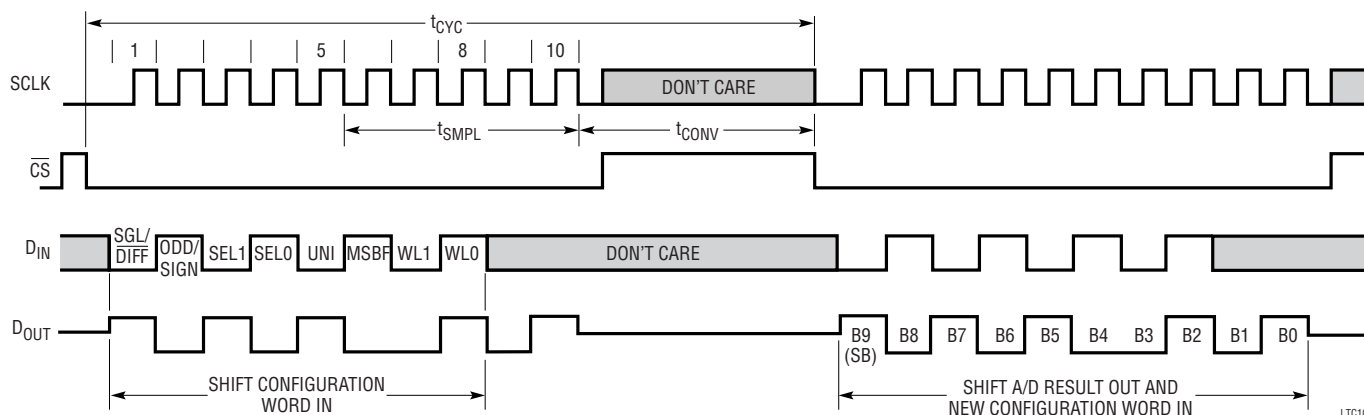 tCYC
1 5 8 10
SCLK
DON'T CARE
tSMPL
tCONV
CS
DIN
SGL/
DIFF
ODD/
SIGN
SEL1
SEL0
UNI
MSBF
WL1
WL0
DON'T CARE
DOUT
B9
(SB)
B8
B7
B6
B5
B4
B3
B2
B1
B0
SHIFT CONFIGURATION
WORD IN
SHIFT A/D RESULT OUT AND
NEW CONFIGURATION WORD IN